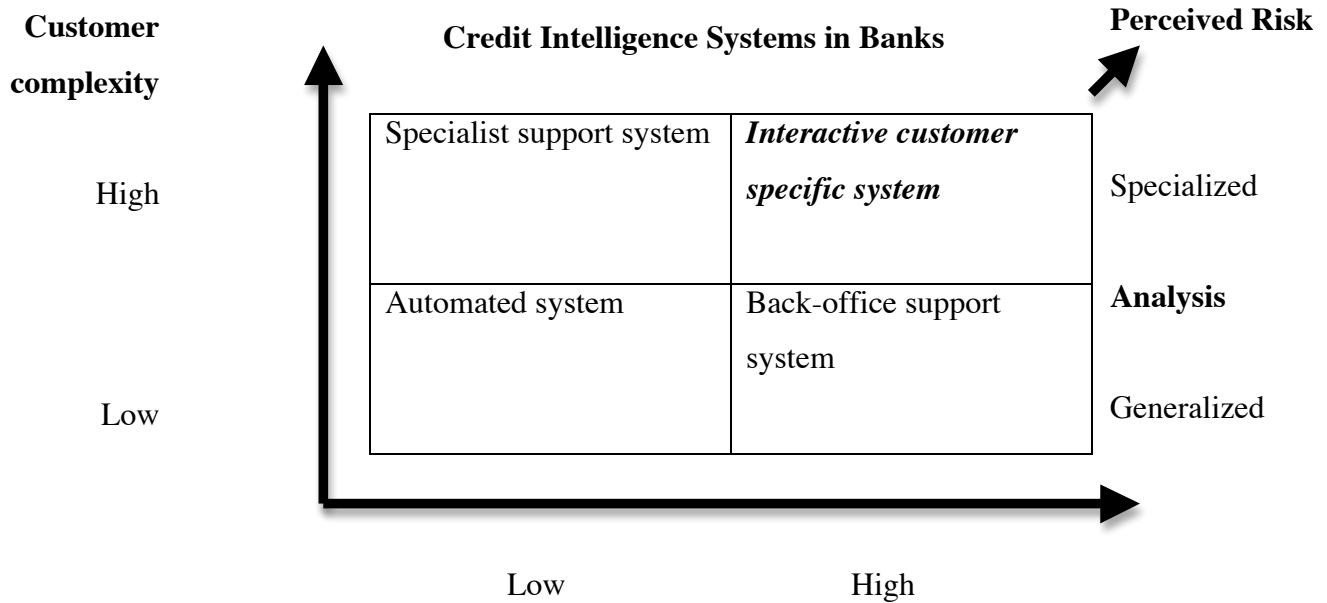 Customer
complexity
Credit Intelligence Systems in Banks
Perceived Risk
Specialist support system
Interactive customer
specific system
High
Specialized
Automated system
Back-office support
system
Analysis
Low
Generalized
Low
High